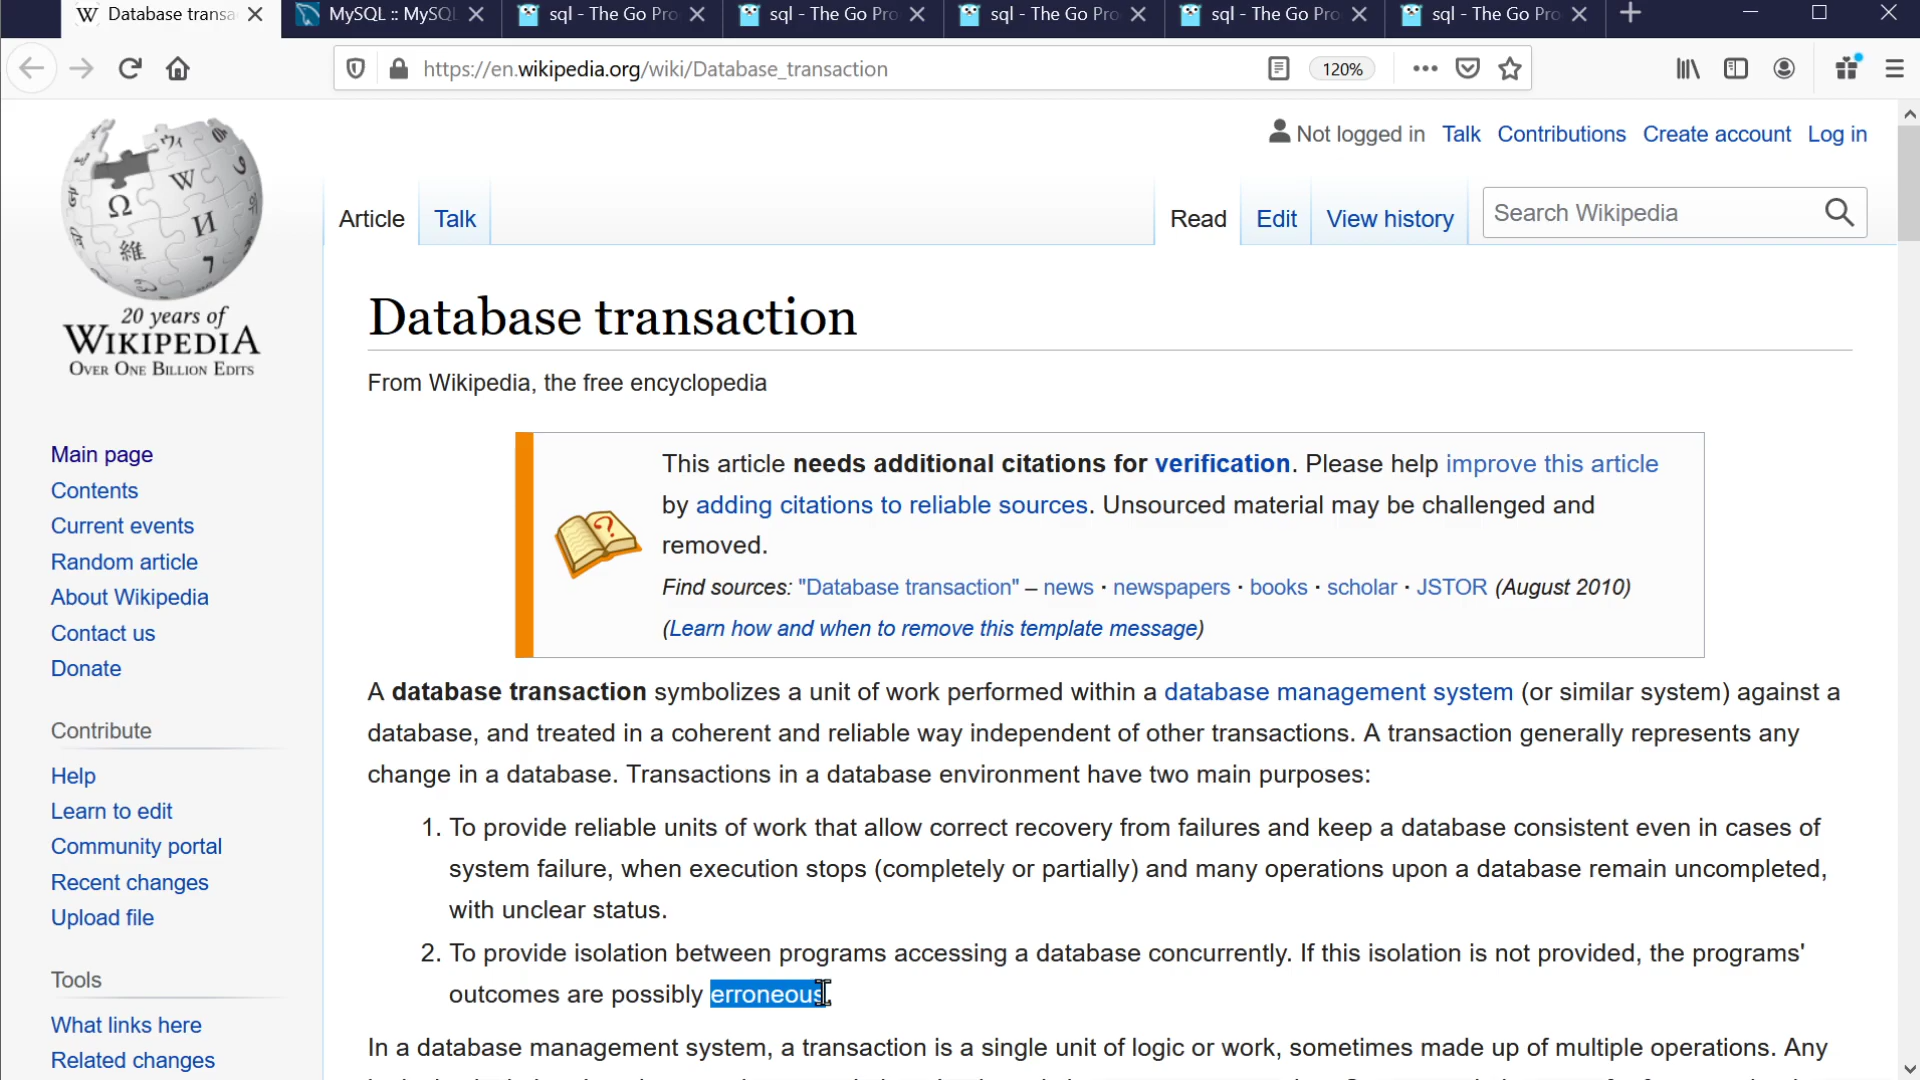 Database transa
MySQL :: MySQL
sql - The Go Pro
sql - The Go Pro
sql - The Go Pro
sql - The Go Pro
sql - The Go Pro
https://en.wikipedia.org/wiki/Database_transaction
120%
Not logged in Talk Contributions Create account Log in
Article Talk
Read Edit View history
Search Wikipedia
Ω W И 維
20 years of
WIKIPEDIA
OVER ONE BILLION EDITS
Main page
Contents
Current events
Random article
About Wikipedia
Contact us
Donate
Contribute
Help
Learn to edit
Community portal
Recent changes
Upload file
Tools
What links here
Related changes
Database transaction
From Wikipedia, the free encyclopedia
This article needs additional citations for verification. Please help improve this article
by adding citations to reliable sources. Unsourced material may be challenged and
removed.
Find sources: "Database transaction" – news · newspapers · books · scholar · JSTOR (August 2010)
(Learn how and when to remove this template message)
A database transaction symbolizes a unit of work performed within a database management system (or similar system) against a
database, and treated in a coherent and reliable way independent of other transactions. A transaction generally represents any
change in a database. Transactions in a database environment have two main purposes:
1. To provide reliable units of work that allow correct recovery from failures and keep a database consistent even in cases of
system failure, when execution stops (completely or partially) and many operations upon a database remain uncompleted,
with unclear status.
2. To provide isolation between programs accessing a database concurrently. If this isolation is not provided, the programs'
outcomes are possibly erroneous.
In a database management system, a transaction is a single unit of logic or work, sometimes made up of multiple operations. Any